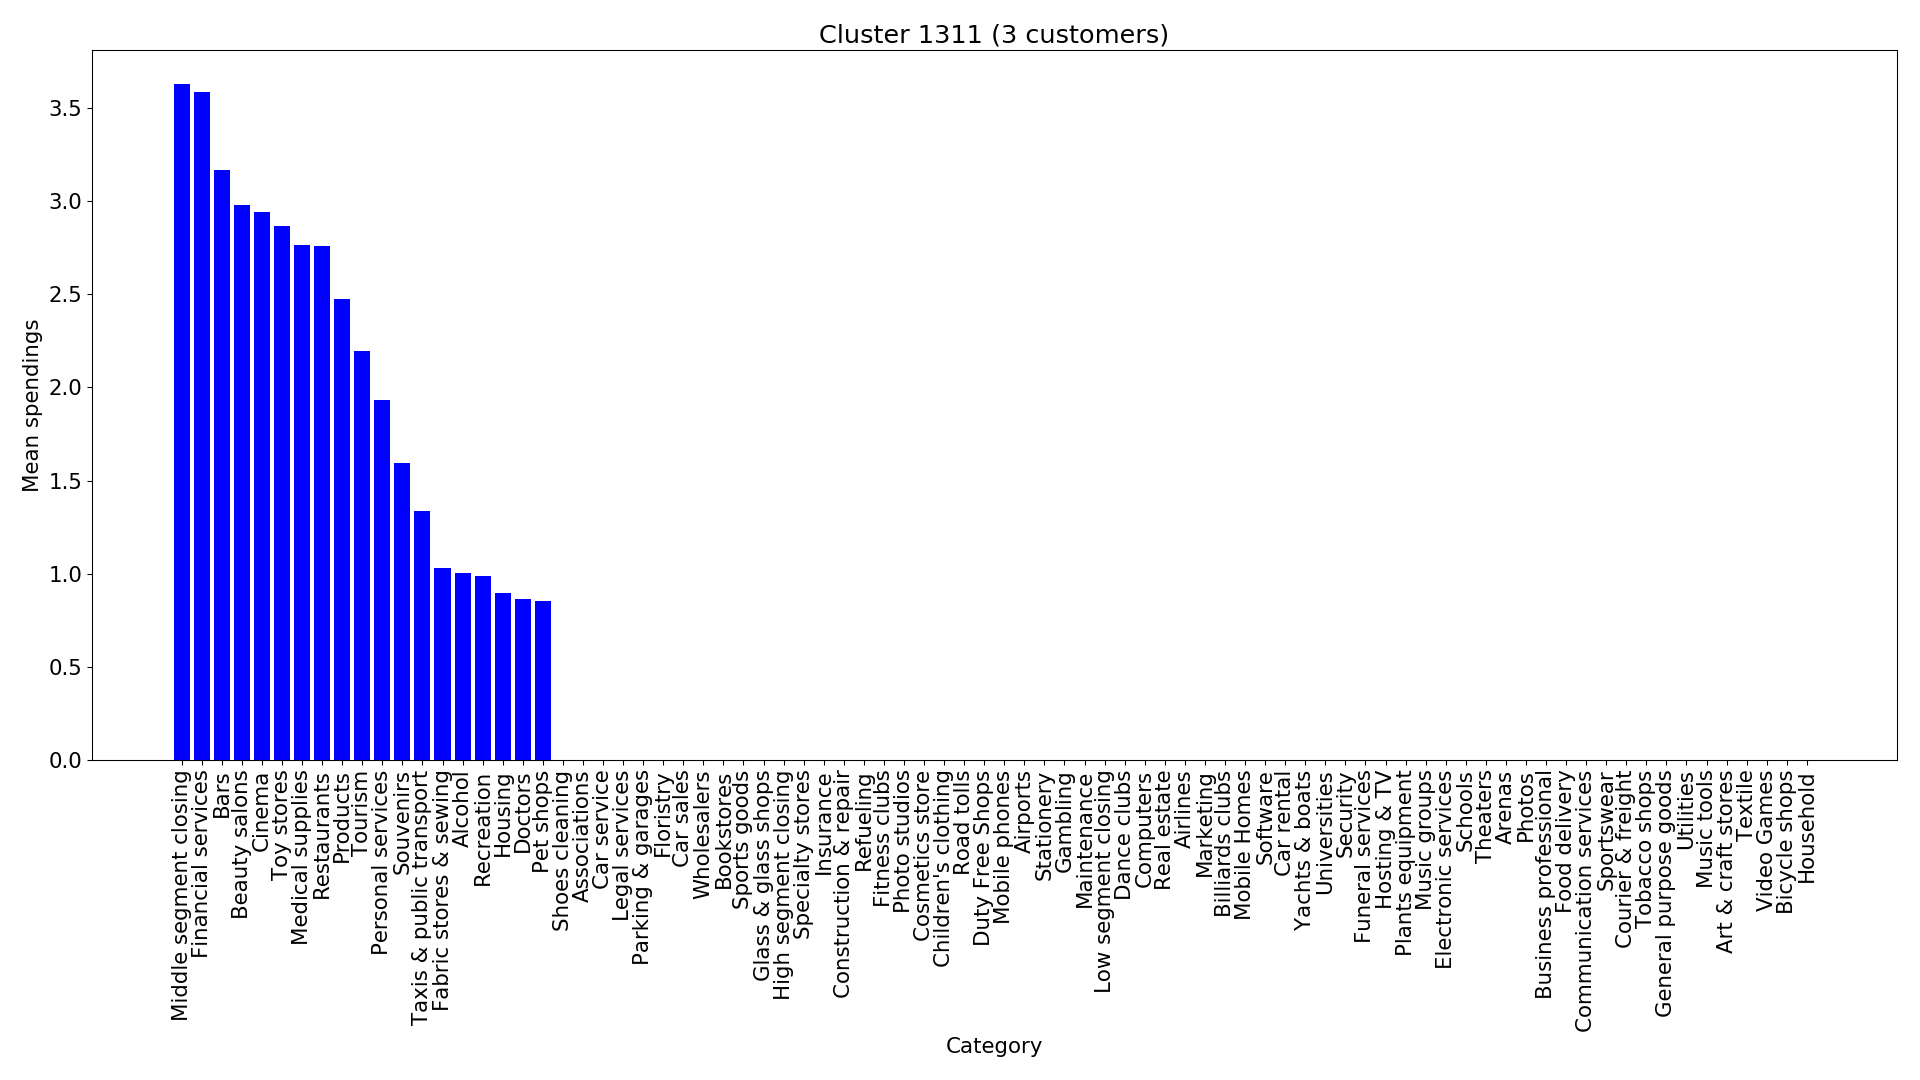 Cluster 1311 (3 customers)
Mean spendings
3.5
3.0
2.5
2.0
1.5
1.0
0.5
0.0
Middle segment closing
Financial services
Bars
Beauty salons
Cinema
Toy stores
Medical supplies
Restaurants
Products
Tourism
Personal services
Souvenirs
Taxis & public transport
Fabric stores & sewing
Alcohol
Recreation
Housing
Doctors
Pet shops
Shoes cleaning
Associations
Car service
Legal services
Parking & garages
Floristry
Car sales
Wholesalers
Bookstores
Sports goods
Glass & glass shops
High segment closing
Specialty stores
Insurance
Construction & repair
Refueling
Fitness clubs
Photo studios
Cosmetics store
Children's clothing
Road tolls
Duty Free Shops
Mobile phones
Airports
Stationery
Gambling
Maintenance
Low segment closing
Dance clubs
Computers
Real estate
Airlines
Marketing
Billiards clubs
Mobile Homes
Software
Car rental
Yachts & boats
Universities
Security
Funeral services
Hosting & TV
Plants equipment
Music groups
Electronic services
Schools
Theaters
Arenas
Photos
Business professional
Food delivery
Communication services
Sportswear
Courier & freight
Tobacco shops
General purpose goods
Utilities
Music tools
Art & craft stores
Textile
Video Games
Bicycle shops
Household
Category